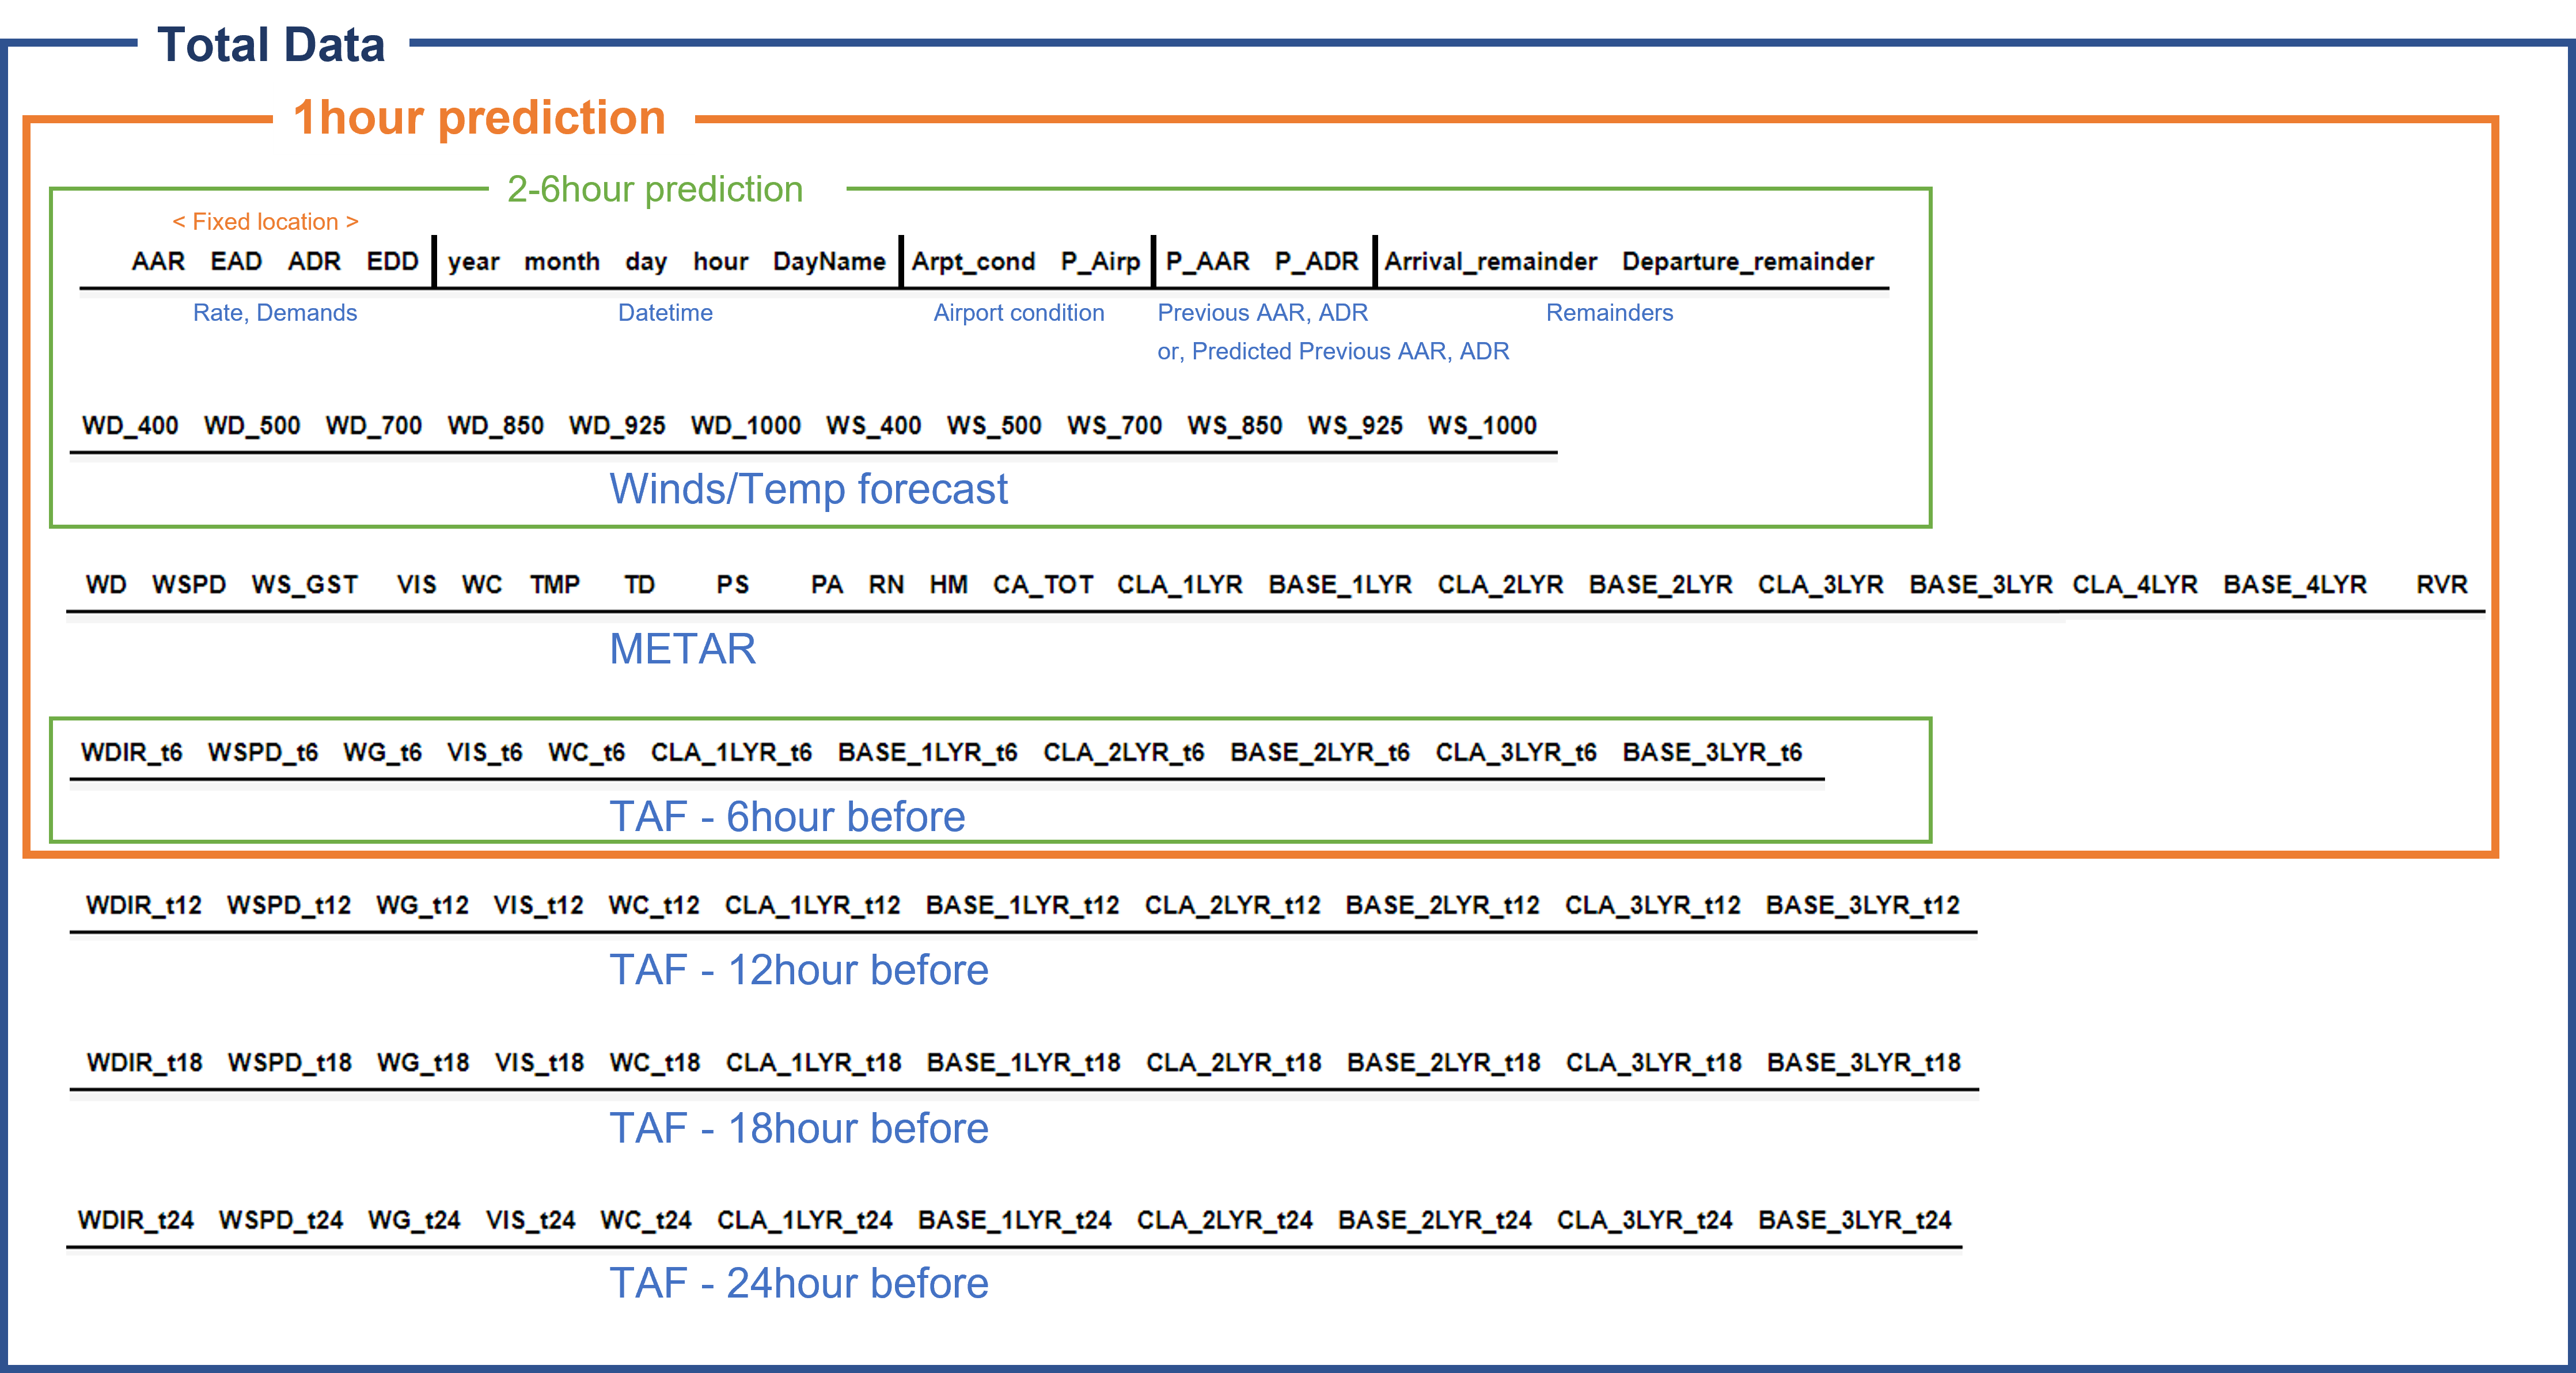 Total Data
1hour prediction
2-6hour prediction
< Fixed location >
AAR EAD ADR EDD year month day hour DayName Arpt_cond P_Airp P_AAR P_ADR Arrival_remainder Departure_remainder
Rate, Demands Datetime Airport condition Previous AAR, ADR Remainders
or, Predicted Previous AAR, ADR
WD_400 WD_500 WD_700 WD_850 WD_925 WD_1000 WS_400 WS_500 WS_700 WS_850 WS_925 WS_1000
Winds/Temp forecast
WD WSPD WS_GST VIS WC TMP TD PS PA RN HM CA_TOT CLA_1LYR BASE_1LYR CLA_2LYR BASE_2LYR CLA_3LYR BASE_3LYR CLA_4LYR BASE_4LYR RVR
METAR
WDIR_t6 WSPD_t6 WG_t6 VIS_t6 WC_t6 CLA_1LYR_t6 BASE_1LYR_t6 CLA_2LYR_t6 BASE_2LYR_t6 CLA_3LYR_t6 BASE_3LYR_t6
TAF - 6hour before
WDIR_t12 WSPD_t12 WG_t12 VIS_t12 WC_t12 CLA_1LYR_t12 BASE_1LYR_t12 CLA_2LYR_t12 BASE_2LYR_t12 CLA_3LYR_t12 BASE_3LYR_t12
TAF - 12hour before
WDIR_t18 WSPD_t18 WG_t18 VIS_t18 WC_t18 CLA_1LYR_t18 BASE_1LYR_t18 CLA_2LYR_t18 BASE_2LYR_t18 CLA_3LYR_t18 BASE_3LYR_t18
TAF - 18hour before
WDIR_t24 WSPD_t24 WG_t24 VIS_t24 WC_t24 CLA_1LYR_t24 BASE_1LYR_t24 CLA_2LYR_t24 BASE_2LYR_t24 CLA_3LYR_t24 BASE_3LYR_t24
TAF - 24hour before